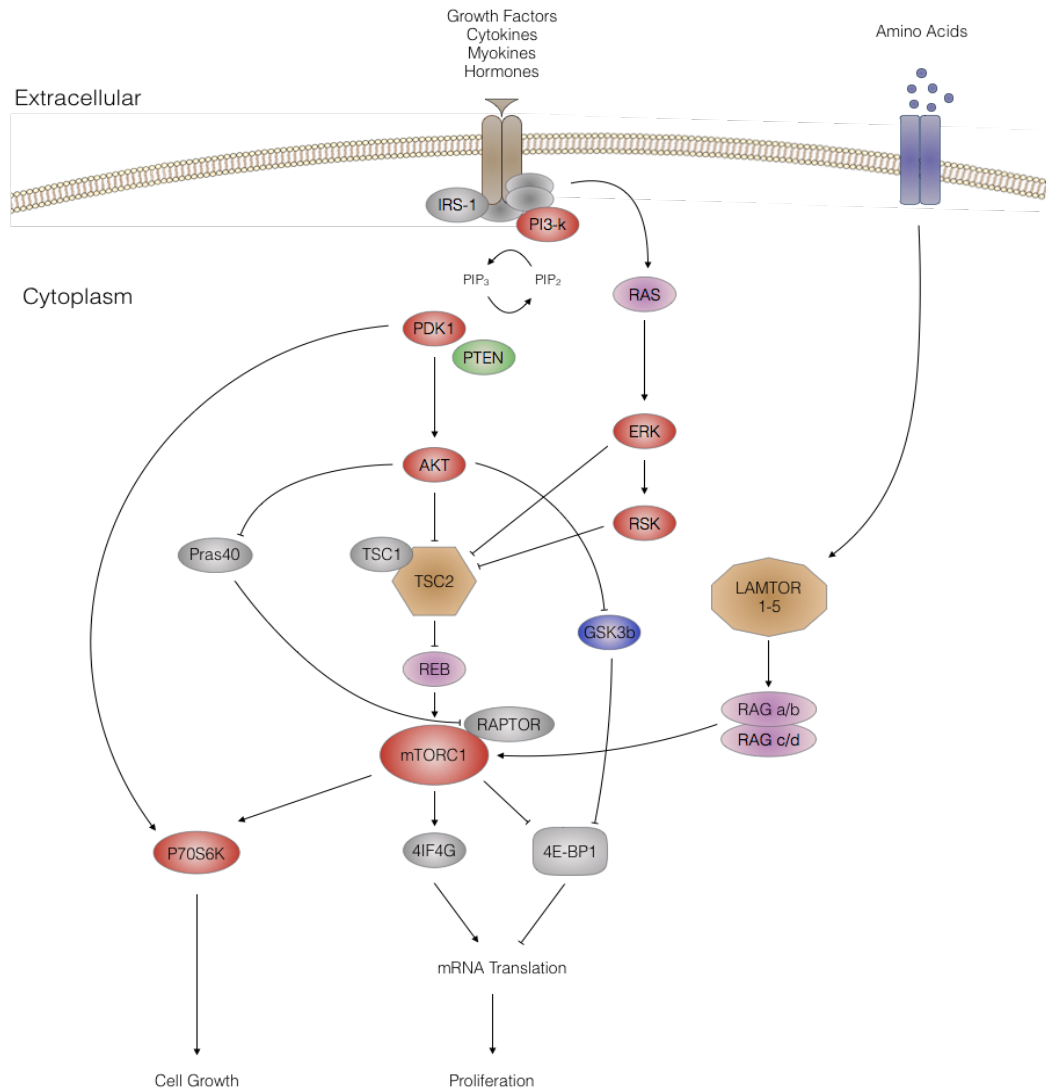 Growth Factors
Cytokines
Myokines
Hormones
Amino Acids
Extracellular
IRS-1
PI3-k
PIP3
PIP2
Cytoplasm
RAS
PDK1
PTEN
ERK
AKT
RSK
Pras40
TSC1
TSC2
LAMTOR
1-5
GSK3b
REB
RAG a/b
RAPTOR
RAG c/d
mTORC1
P70S6K
4IF4G
4E-BP1
mRNA Translation
Cell Growth
Proliferation